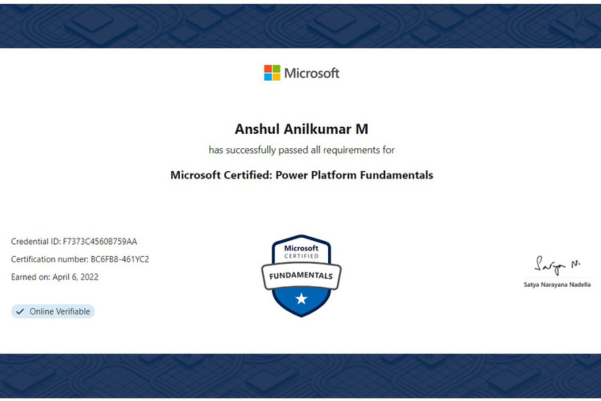 Microsoft
Anshul Anilkumar M
has successfully passed all requirements for
Microsoft Certified: Power Platform Fundamentals
Credential ID: F7373C4560B759AA
Certification number: BC6FB8-461YC2
Earned on: April 6, 2022
Online Verifiable
Microsoft
CERTIFIED
FUNDAMENTALS
Satya N.
Satya Narayana Nadella